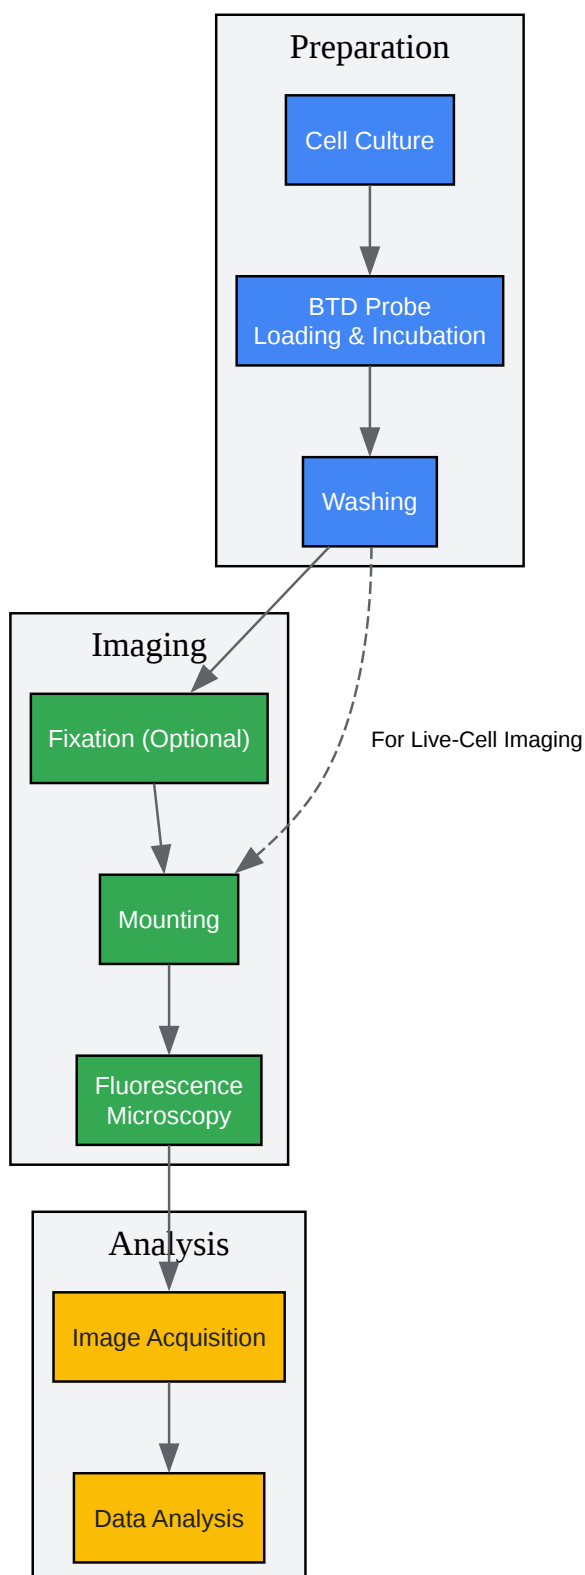 Preparation
Cell Culture
BTD Probe
Loading & Incubation
Washing
Imaging
Fixation (Optional)
For Live-Cell Imaging
Mounting
Fluorescence
Microscopy
Analysis
Image Acquisition
Data Analysis